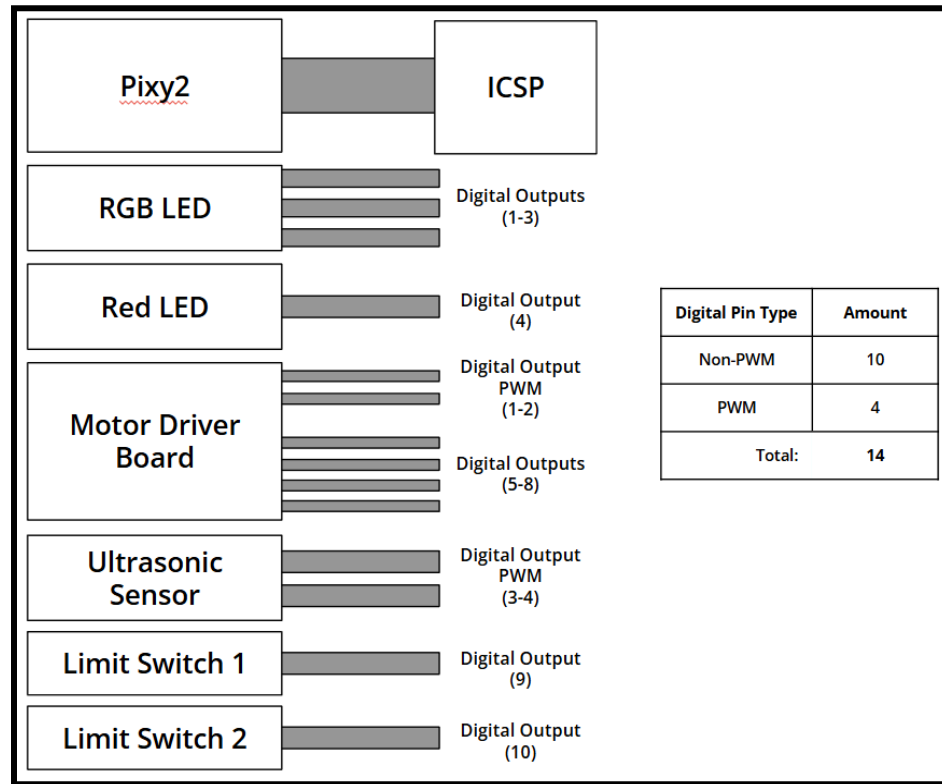 Pixy2
ICSP
RGB LED
Digital Outputs
(1-3)
Red LED
Digital Output
(4)
Motor Driver
Board
Digital Output
PWM
(1-2)
Digital Outputs
(5-8)
Ultrasonic
Sensor
Digital Output
PWM
(3-4)
Limit Switch 1
Digital Output
(9)
Limit Switch 2
Digital Output
(10)
Digital Pin Type Amount
Non-PWM 10
PWM 4
Total: 14